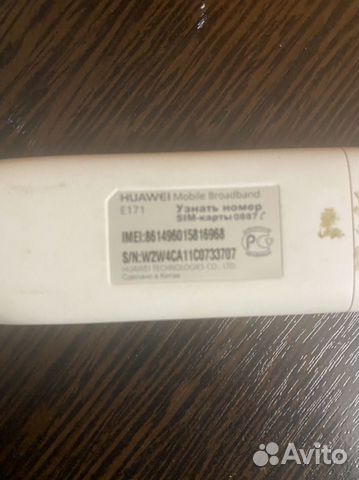 HUAWEI Mobile Broadband
E171
Узнать номер
SIM-карты 0887
IMEI:861496015816968
S/N:W2W4CA11C0733707
HUAWEI TECHNOLOGIES CO., LTD.
Сделано в Китае
Avito